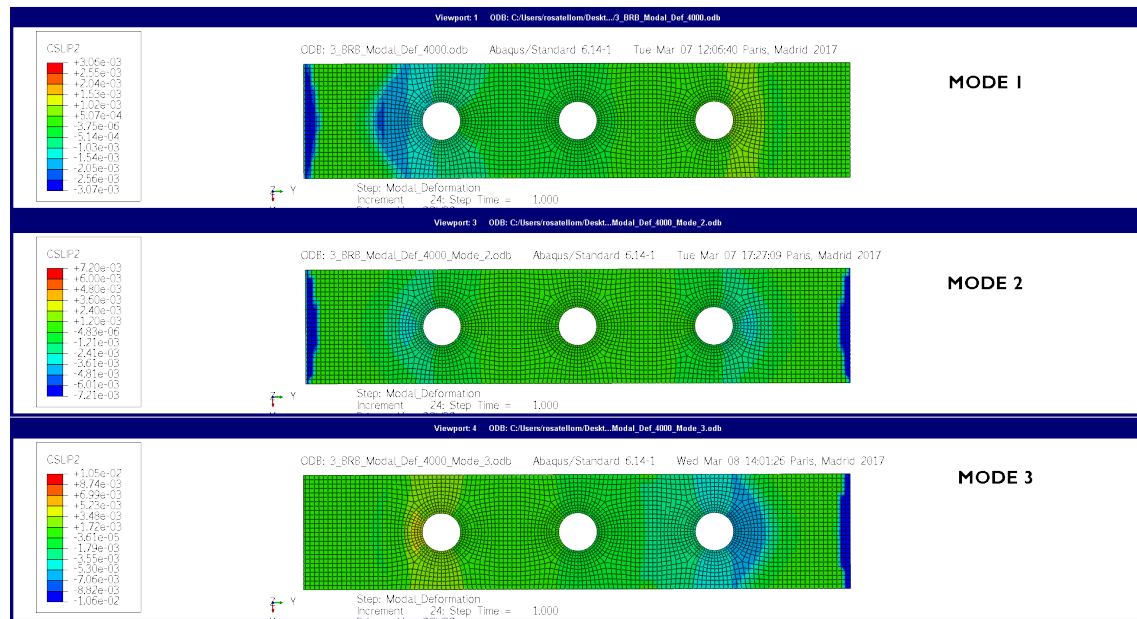 Viewport: 1 ODB: C:/Users/rosatellom/Deskt.../3_BRB_Modal_Def_4000.odb
CSLIP2
+3.06e-03
+2.55e-03
+2.04e-03
+1.53e-03
+1.02e-03
+5.07e-04
-3.75e-06
-5.14e-04
-1.03e-03
-1.54e-03
-2.05e-03
-2.56e-03
-3.07e-03
ODB: 3_BRB_Modal_Def_4000.odb Abaqus/Standard 6.14-1 Tue Mar 07 12:06:40 Paris, Madrid 2017
MODE 1
Z Y
Step: Modal_Deformation
Increment 24: Step Time = 1.000
Viewport: 3 ODB: C:/Users/rosatellom/Deskt...Modal_Def_4000_Mode_2.odb
CSLIP2
+7.20e-03
+6.00e-03
+4.80e-03
+3.60e-03
+2.40e-03
+1.20e-03
-4.83e-06
-1.21e-03
-2.41e-03
-3.61e-03
-4.81e-03
-6.01e-03
-7.21e-03
ODB: 3_BRB_Modal_Def_4000_Mode_2.odb Abaqus/Standard 6.14-1 Tue Mar 07 17:27:09 Paris, Madrid 2017
MODE 2
Z Y
Step: Modal_Deformation
Increment 24: Step Time = 1.000
Viewport: 4 ODB: C:/Users/rosatellom/Deskt...Modal_Def_4000_Mode_3.odb
CSLIP2
+1.05e-02
+8.74e-03
+6.99e-03
+5.23e-03
+3.48e-03
+1.72e-03
-3.61e-05
-1.79e-03
-3.55e-03
-5.30e-03
-7.06e-03
-8.82e-03
-1.06e-02
ODB: 3_BRB_Modal_Def_4000_Mode_3.odb Abaqus/Standard 6.14-1 Wed Mar 08 14:01:26 Paris, Madrid 2017
MODE 3
Z Y
Step: Modal_Deformation
Increment 24: Step Time = 1.000